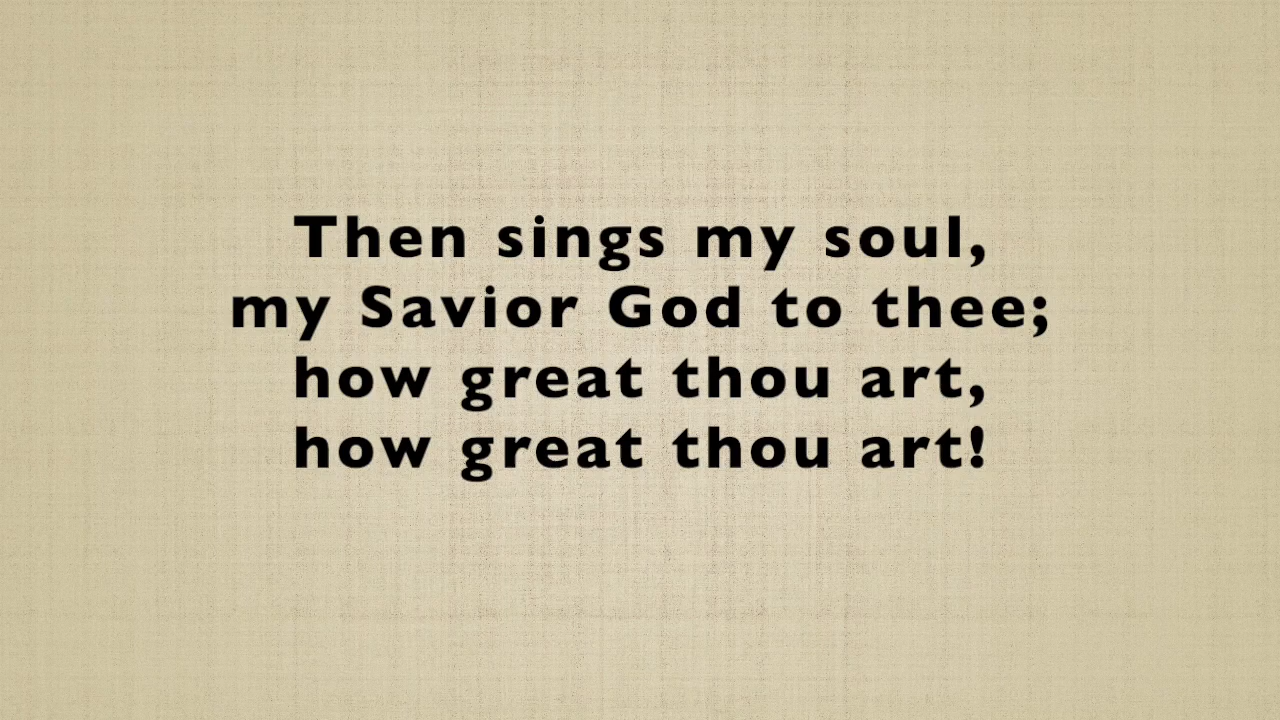 Then sings my soul,
my Savior God to thee;
how great thou art,
how great thou art!